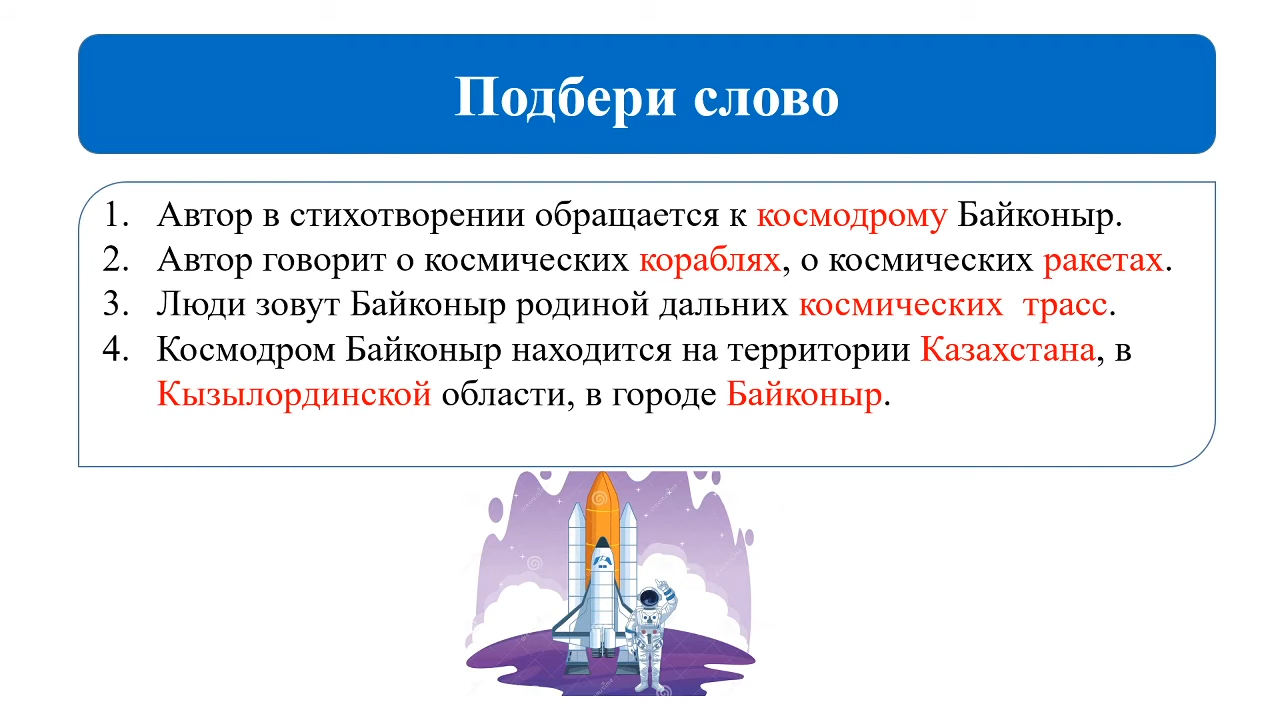 Подбери слово
1. Автор в стихотворении обращается к космодрому Байконыр.
2. Автор говорит о космических кораблях, о космических ракетах.
3. Люди зовут Байконыр родиной дальних космических трасс.
4. Космодром Байконыр находится на территории Казахстана, в
Кызылординской области, в городе Байконыр.